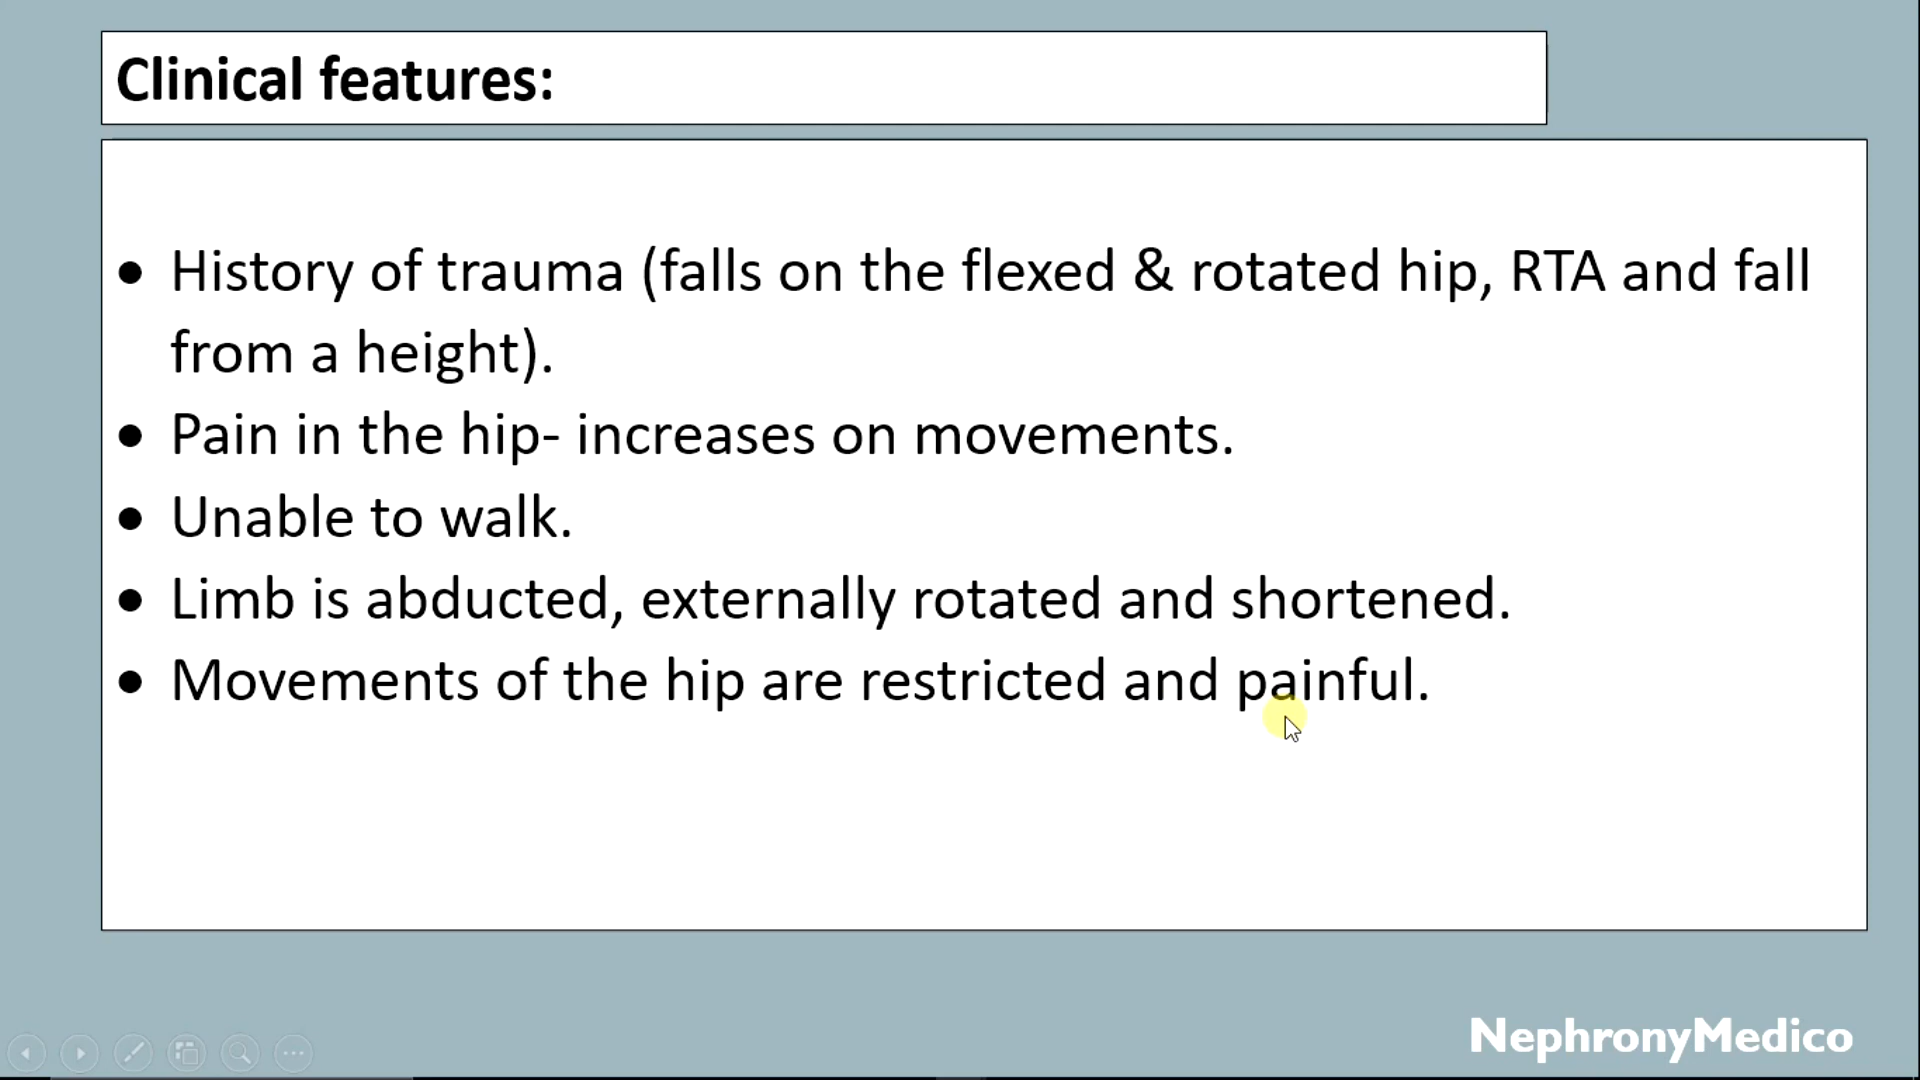 Clinical features:
● History of trauma (falls on the flexed & rotated hip, RTA and fall
from a height).
● Pain in the hip- increases on movements.
● Unable to walk.
● Limb is abducted, externally rotated and shortened.
● Movements of the hip are restricted and painful.
NephronyMedico